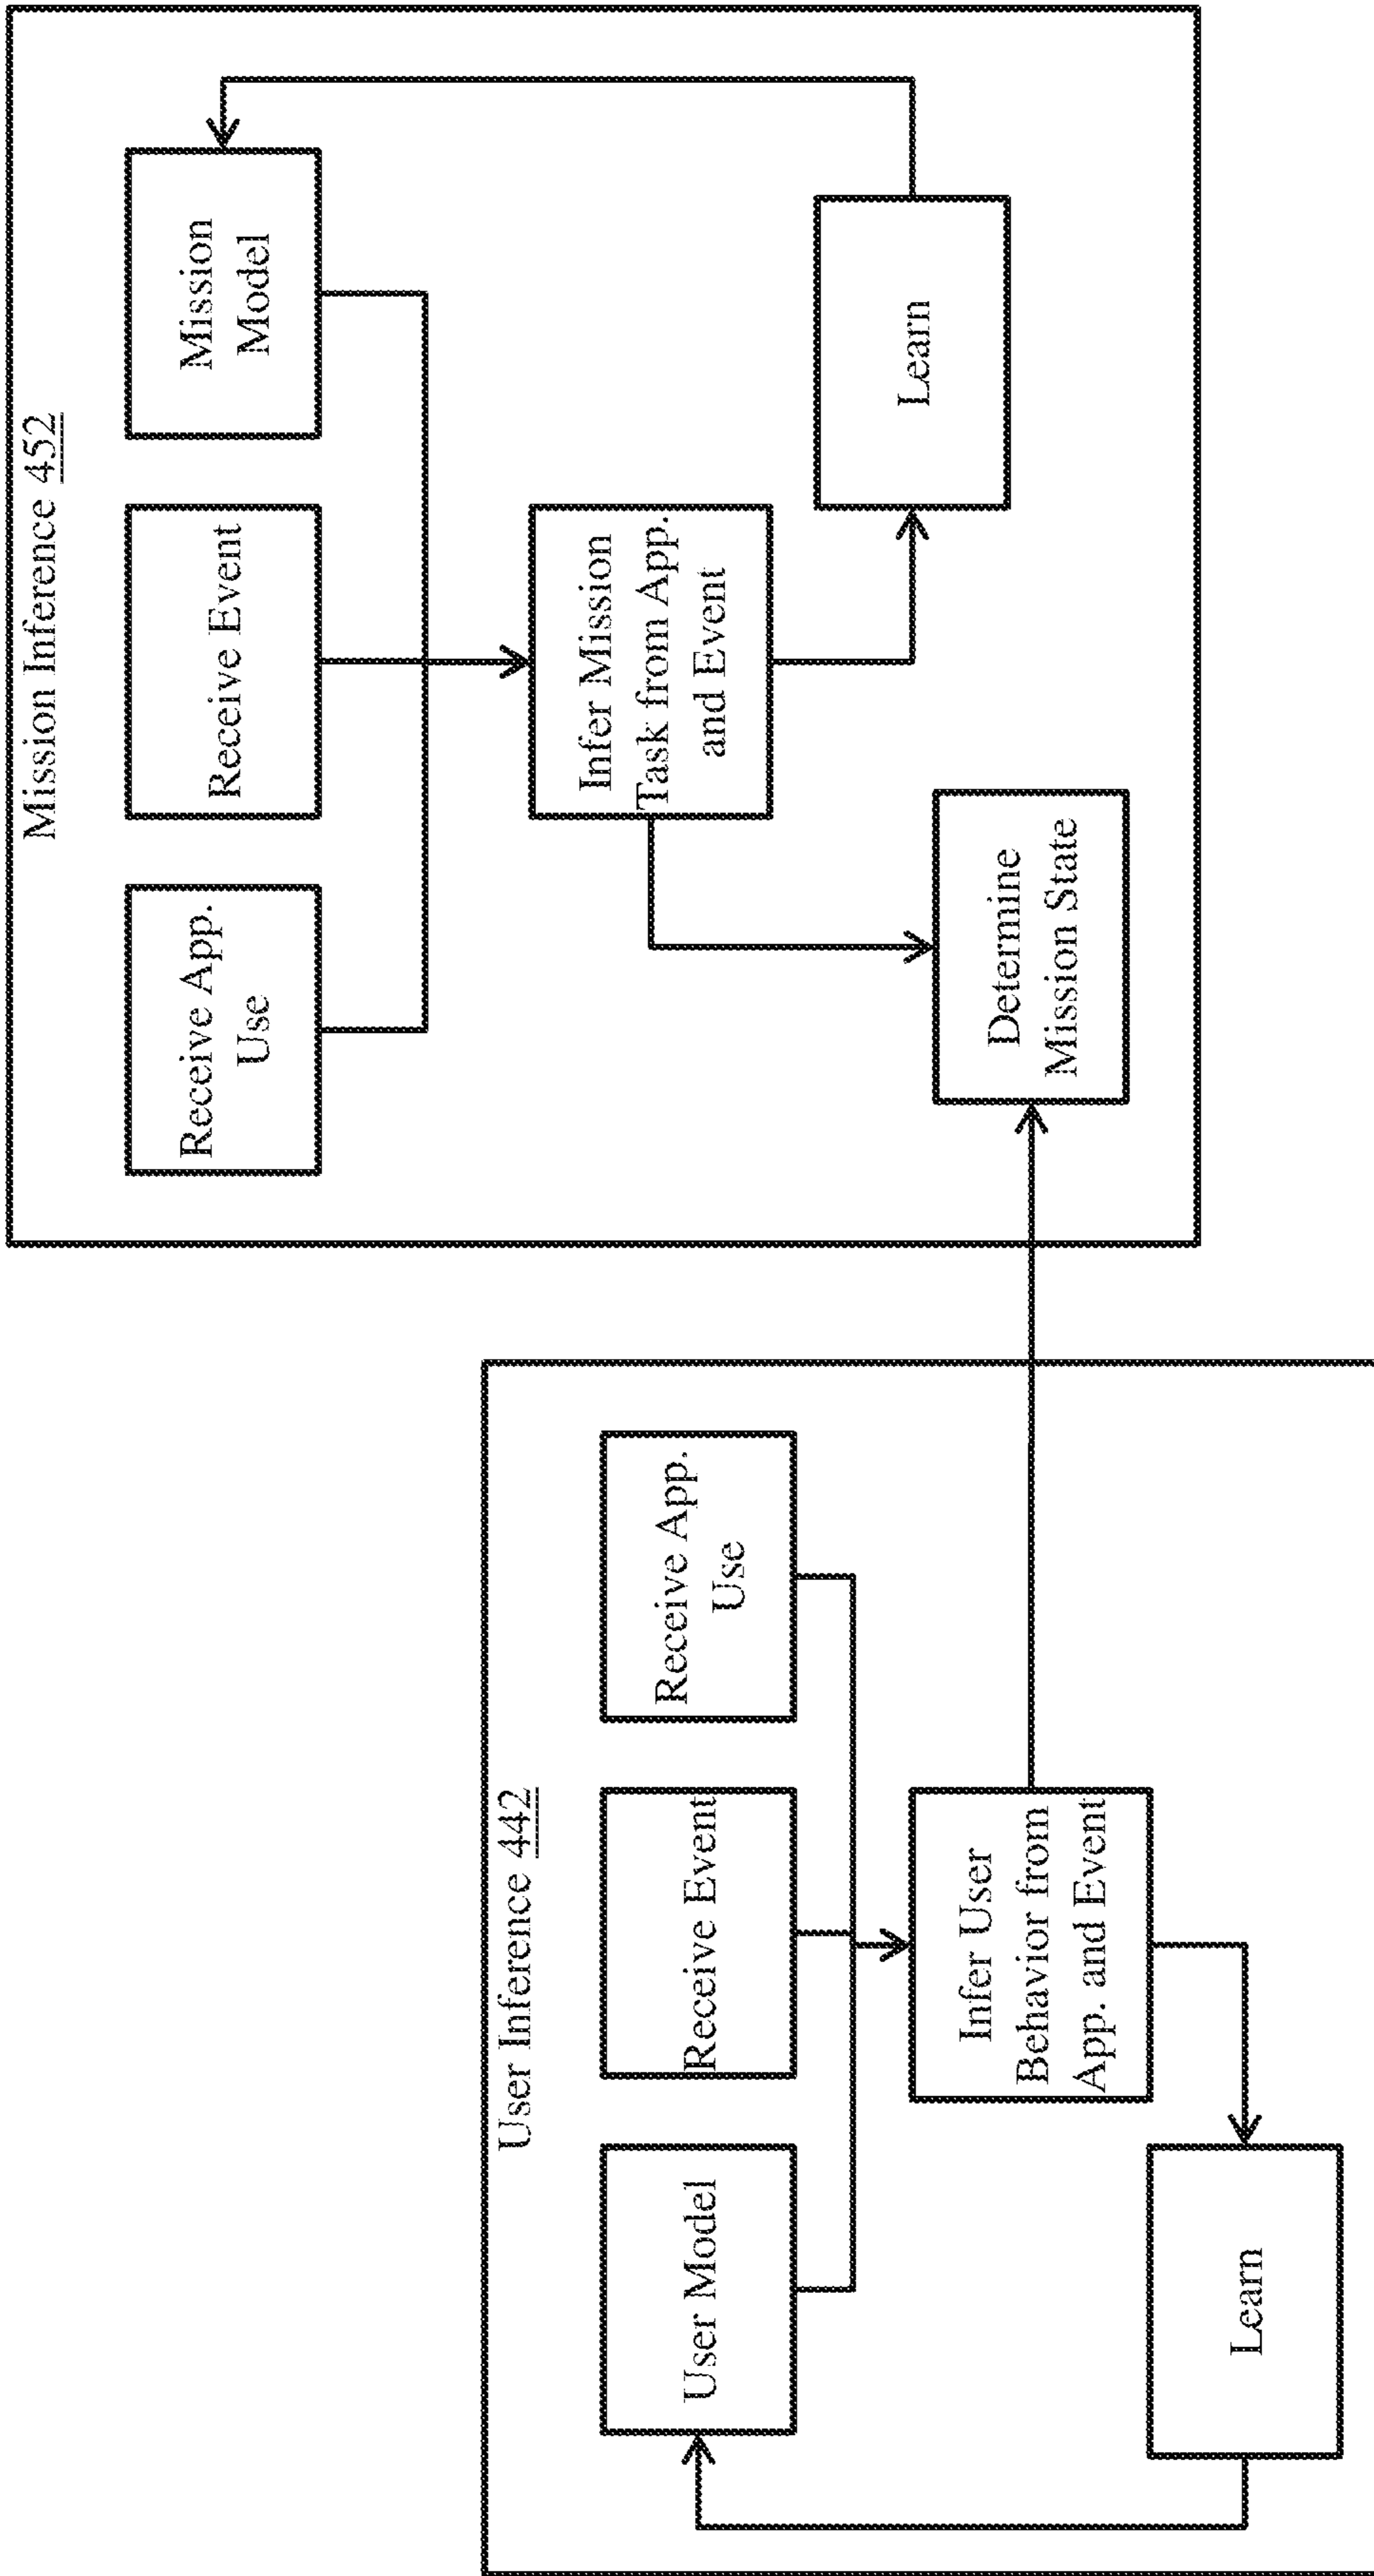 User Inference 442
User Model
Receive Event
Receive App.
Use
Infer User
Behavior from
App. and Event
Learn
Mission Inference 452
Receive App.
Use
Receive Event
Mission
Model
Infer Mission
Task from App.
and Event
Determine
Mission State
Learn